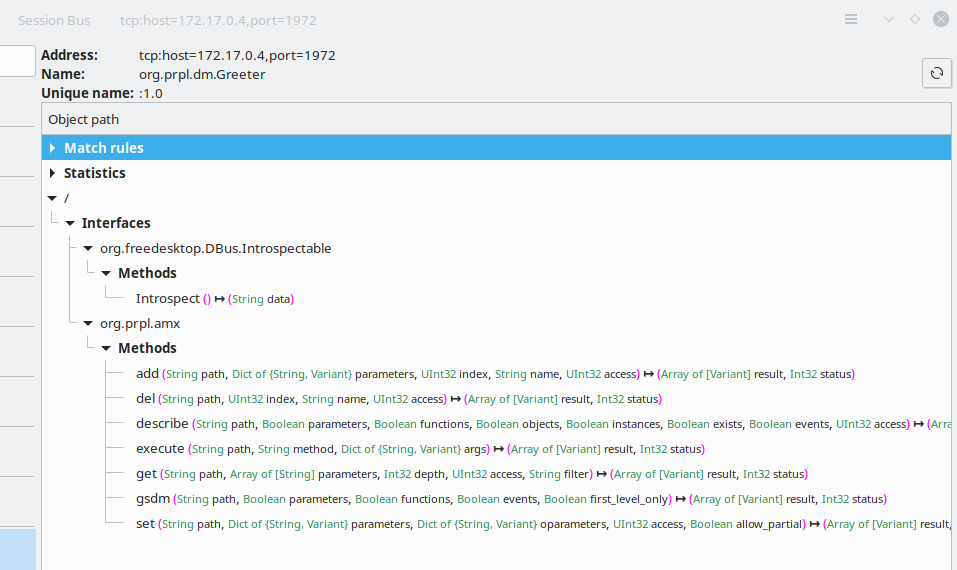 Session Bus tcp:host=172.17.0.4,port=1972
Address: tcp:host=172.17.0.4,port=1972
Name: org.prpl.dm.Greeter
Unique name: :1.0
Object path
Match rules
Statistics
/
Interfaces
org.freedesktop.DBus.Introspectable
Methods
Introspect () ↦ (String data)
org.prpl.amx
Methods
add (String path, Dict of {String, Variant} parameters, UInt32 index, String name, UInt32 access) ↦ (Array of [Variant] result, Int32 status)
del (String path, UInt32 index, String name, UInt32 access) ↦ (Array of [Variant] result, Int32 status)
describe (String path, Boolean parameters, Boolean functions, Boolean objects, Boolean instances, Boolean exists, Boolean events, UInt32 access) ↦ (Arra
execute (String path, String method, Dict of {String, Variant} args) ↦ (Array of [Variant] result, Int32 status)
get (String path, Array of [String] parameters, Int32 depth, UInt32 access, String filter) ↦ (Array of [Variant] result, Int32 status)
gsdm (String path, Boolean parameters, Boolean functions, Boolean events, Boolean first_level_only) ↦ (Array of [Variant] result, Int32 status)
set (String path, Dict of {String, Variant} parameters, Dict of {String, Variant} oparameters, UInt32 access, Boolean allow_partial) ↦ (Array of [Variant] result,